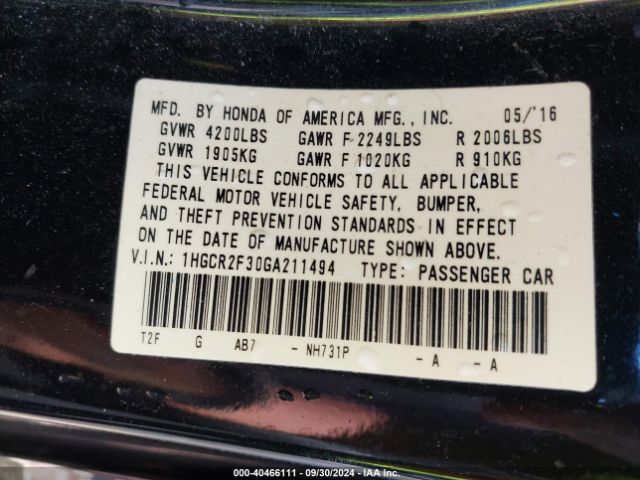 MFD. BY HONDA OF AMERICA MFG., INC. 05/'16
GVWR 4200LBS GAWR F 2249LBS R 2006LBS
GVWR 1905KG GAWR F 1020KG R 910KG
THIS VEHICLE CONFORMS TO ALL APPLICABLE
FEDERAL MOTOR VEHICLE SAFETY, BUMPER,
AND THEFT PREVENTION STANDARDS IN EFFECT
ON THE DATE OF MANUFACTURE SHOWN ABOVE.
V.I.N.: 1HGCR2F30GA211494 TYPE: PASSENGER CAR
T2F G AB7 - NH731P - A - A
000-40466111 - 09/30/2024 - IAA Inc.